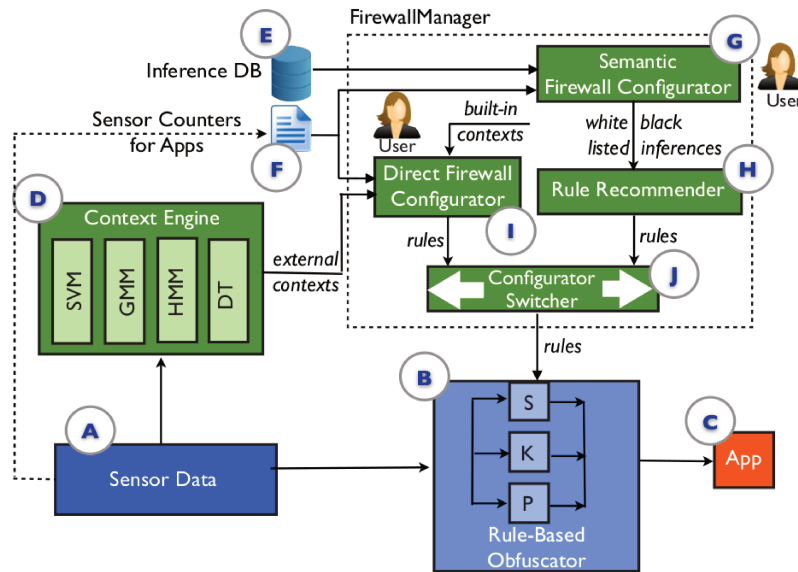 FirewallManager
E
G
Inference DB
Semantic
Firewall Configurator
User
Sensor Counters
for Apps
F
User
built-in
contexts
white black
listed inferences
D
Direct Firewall
Configurator
I
H
Rule Recommender
Context Engine
SVM
GMM
HMM
DT
external
contexts
rules
rules
Configurator
Switcher
J
rules
B
S
K
P
Rule-Based
Obfuscator
A
Sensor Data
C
App